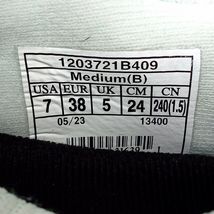 1203721B409
Medium(B)
USA EUR UK CM CN
7 38 5 24 240(1.5)
05/23 13400